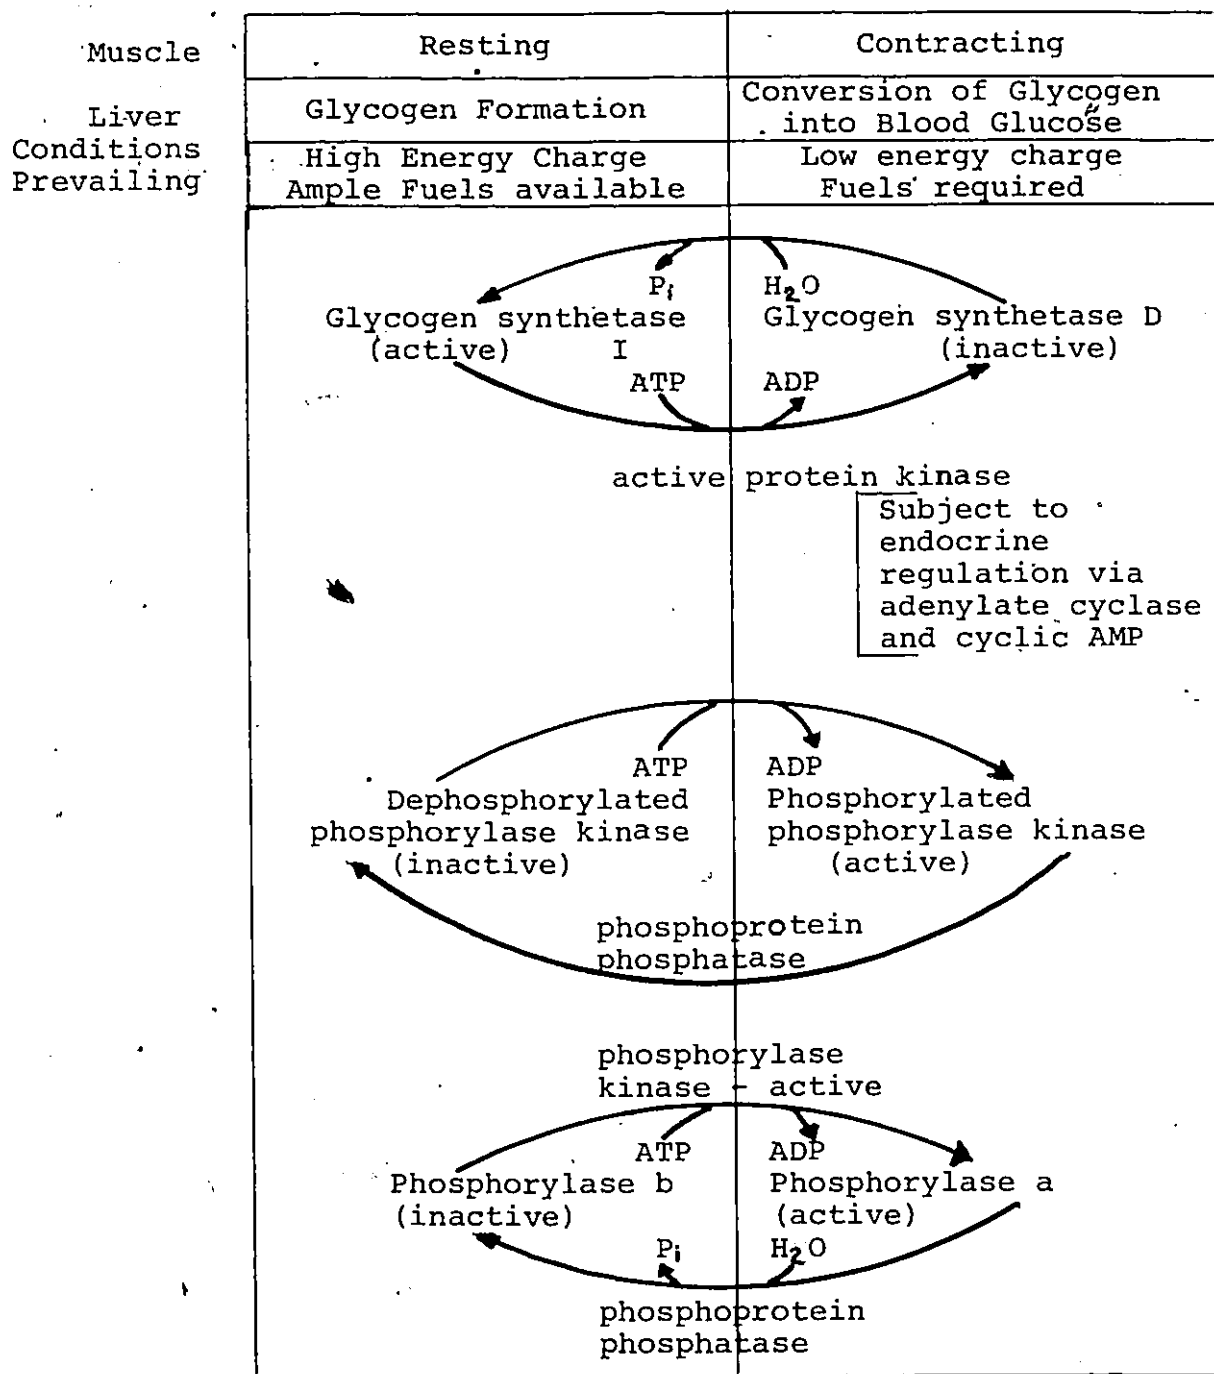 Muscle Resting Contracting
Liver Glycogen Formation Conversion of Glycogen
into Blood Glucose
Conditions High Energy Charge Low energy charge
Prevailing Ample Fuels available Fuels required
Pi H2O
Glycogen synthetase Glycogen synthetase D
(active) I (inactive)
ATP ADP
active protein kinase
Subject to
endocrine
regulation via
adenylate cyclase
and cyclic AMP
ATP ADP
Dephosphorylated Phosphorylated
phosphorylase kinase phosphorylase kinase
(inactive) (active)
phosphoprotein
phosphatase
phosphorylase
kinase - active
ATP ADP
Phosphorylase b Phosphorylase a
(inactive) (active)
Pi H2O
phosphoprotein
phosphatase